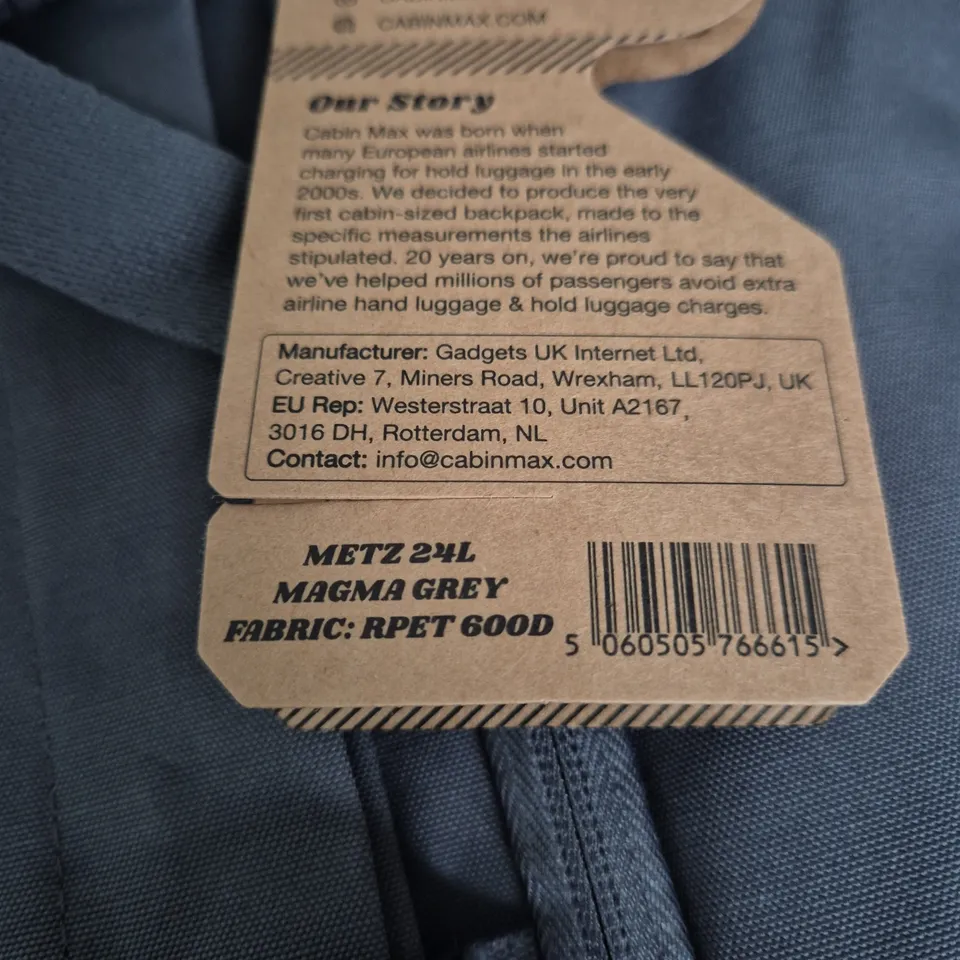 CABINMAX.COM
Our Story
Cabin Max was born when
many European airlines started
charging for hold luggage in the early
2000s. We decided to produce the very
first cabin-sized backpack, made to the
specific measurements the airlines
stipulated. 20 years on, we're proud to say that
we've helped millions of passengers avoid extra
airline hand luggage & hold luggage charges.
Manufacturer: Gadgets UK Internet Ltd,
Creative 7, Miners Road, Wrexham, LL120PJ, UK
EU Rep: Westerstraat 10, Unit A2167,
3016 DH, Rotterdam, NL
Contact: info@cabinmax.com
METZ 24L
MAGMA GREY
FABRIC: RPET 600D
5 060505 766615 >